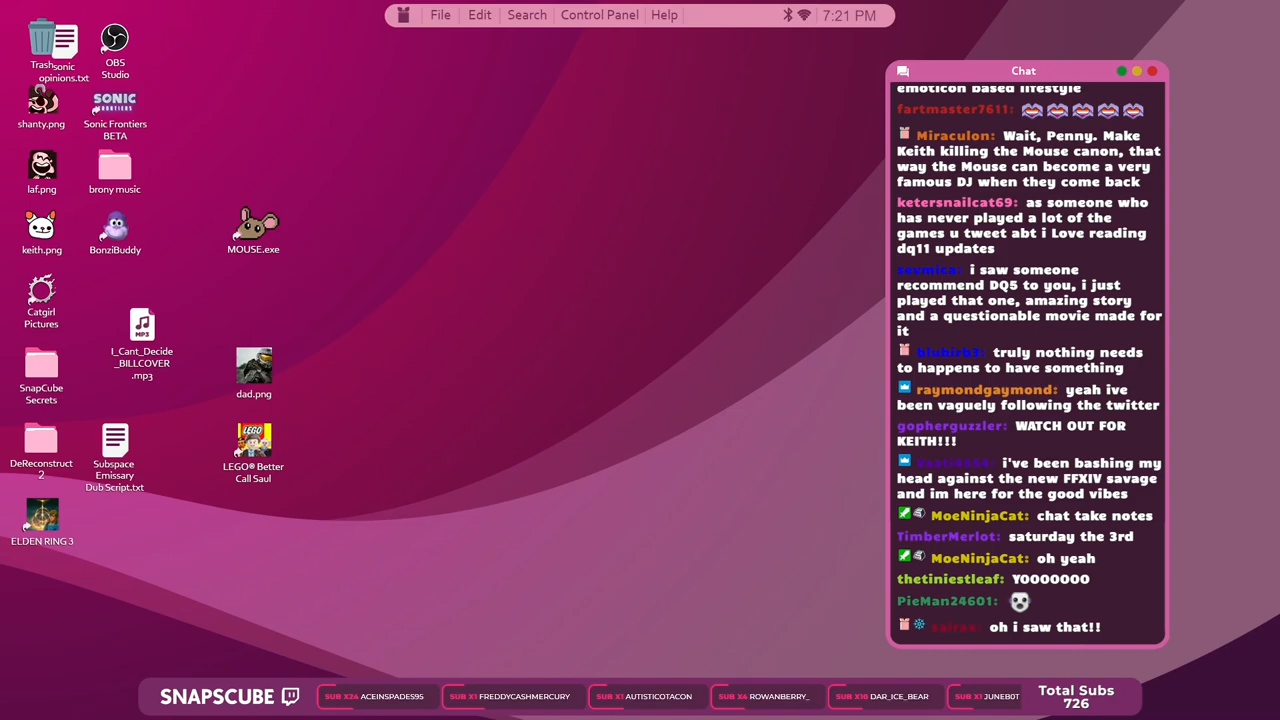 File Edit Search Control Panel Help 7:21 PM
Trash
sonic
opinions.txt
OBS
Studio
shanty.png
SONIC
Sonic Frontiers
BETA
laf.png
brony music
keith.png
BonziBuddy
MOUSE.exe
Catgirl
Pictures
MP3
I_Cant_Decide
_BILLCOVER
.mp3
SnapCube
Secrets
dad.png
DeReconstruct
2
Subspace
Emissary
Dub Script.txt
LEGO
LEGO® Better
Call Saul
ELDEN RING 3
Chat
emoticon based lifestyle
fartmaster7611:
Miraculon: Wait, Penny. Make
Keith killing the Mouse canon, that
way the Mouse can become a very
famous DJ when they come back
ketersnailcat69: as someone who
has never played a lot of the
games u tweet abt i Love reading
dq11 updates
i saw someone
recommend DQ5 to you, i just
played that one, amazing story
and a questionable movie made for
it
truly nothing needs
to happens to have something
raymondgaymond: yeah ive
been vaguely following the twitter
gopherguzzler: WATCH OUT FOR
KEITH!!!
i've been bashing my
head against the new FFXIV savage
and im here for the good vibes
MoeNinjaCat: chat take notes
TimberMerlot: saturday the 3rd
MoeNinjaCat: oh yeah
thetiniestleaf: YOOOOOOO
PieMan24601:
oh i saw that!!
SNAPSCUBE
SUB X24 ACEINSPADES95
SUB X1 FREDDYCASHMERCURY
SUB X1 AUTISTICOTACON
SUB X4 ROWANBERRY_
SUB X10 DAR_ICE_BEAR
SUB X1 JUNEBOT
Total Subs
726